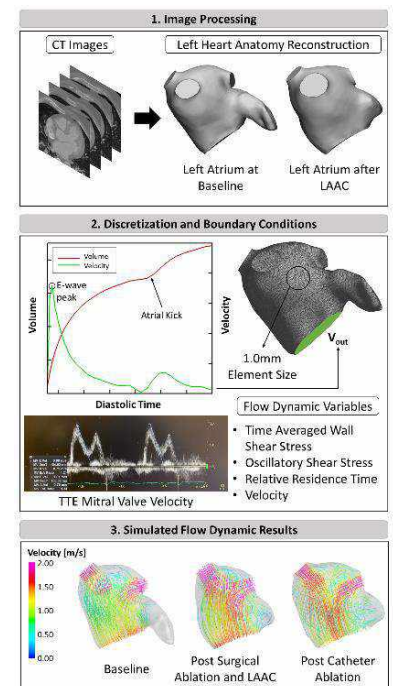 1. Image Processing
CT Images
Left Heart Anatomy Reconstruction
Left Atrium at
Baseline
Left Atrium after
LAAC
2. Discretization and Boundary Conditions
Volume
Velocity
E-wave
peak
Atrial Kick
Volume
Velocity
Diastolic Time
V out
1.0mm
Element Size
Flow Dynamic Variables
• Time Averaged Wall
Shear Stress
• Oscillatory Shear Stress
• Relative Residence Time
• Velocity
TTE Mitral Valve Velocity
3. Simulated Flow Dynamic Results
Velocity [m/s]
2.00
1.50
1.00
0.50
0.00
Baseline
Post Surgical
Ablation and LAAC
Post Catheter
Ablation